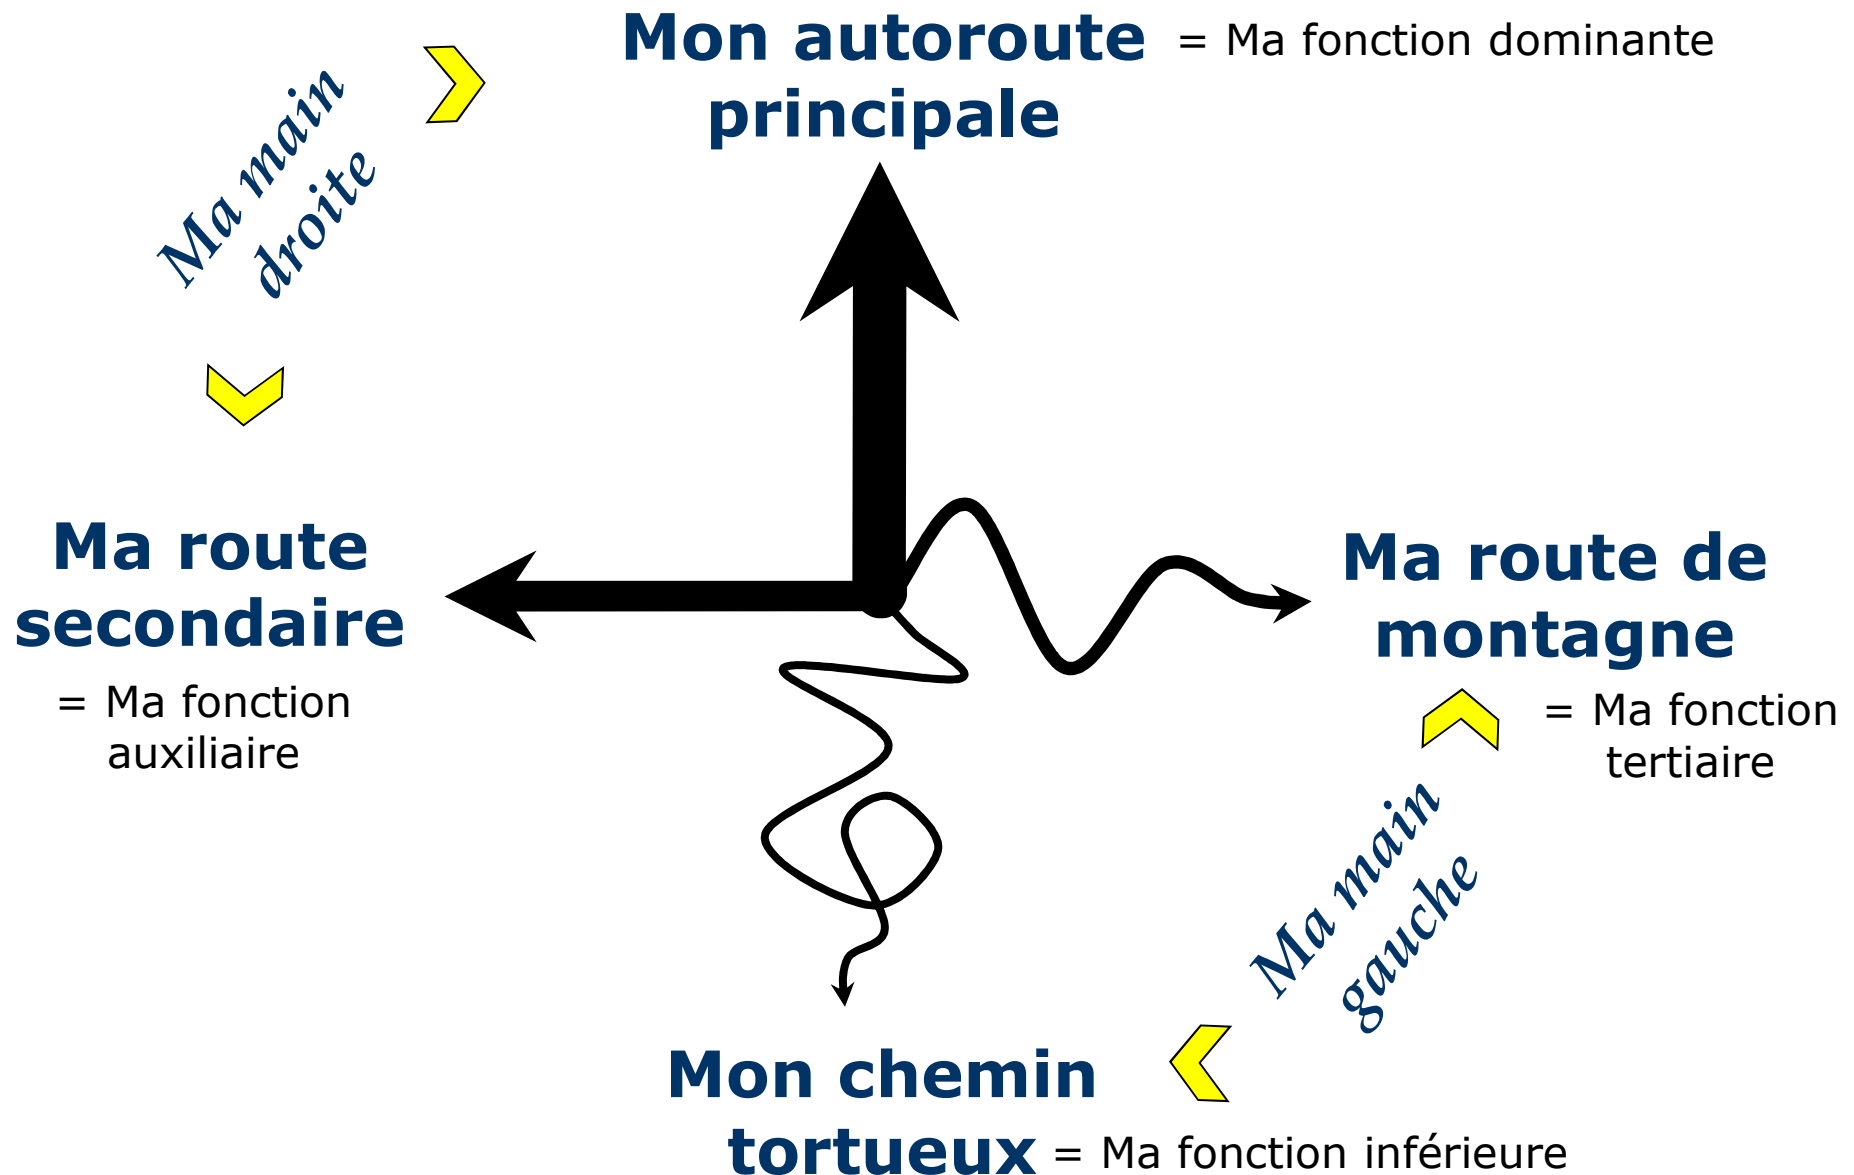 Mon autoroute = Ma fonction dominante
principale
Ma main
droite
Ma route
secondaire
= Ma fonction
auxiliaire
Ma route de
montagne
= Ma fonction
tertiaire
Ma main
gauche
Mon chemin
tortueux = Ma fonction inférieure